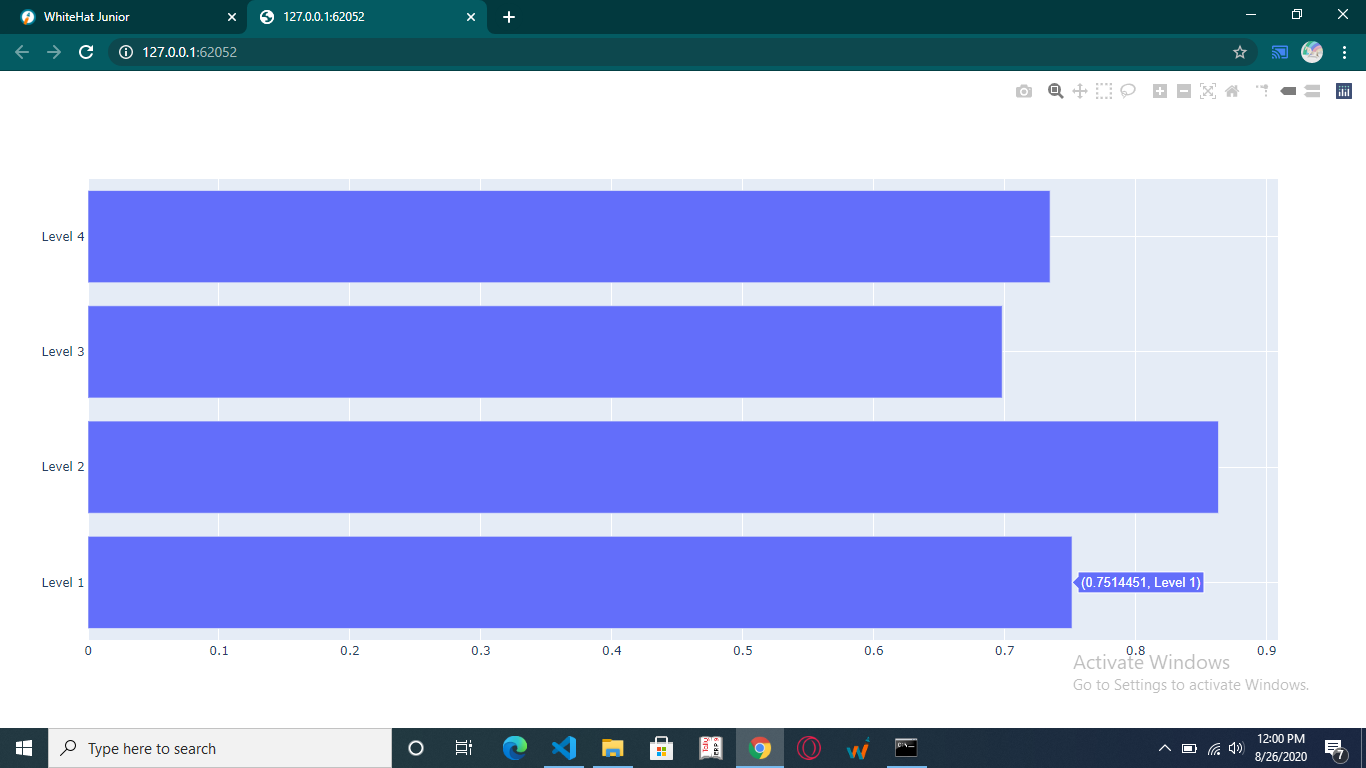 WhiteHat Junior
127.0.0.1:62052
127.0.0.1:62052
Level 4
Level 3
Level 2
Level 1
(0.7514451, Level 1)
0 0.1 0.2 0.3 0.4 0.5 0.6 0.7 0.8 0.9
Activate Windows
Go to Settings to activate Windows.
Type here to search
12:00 PM
8/26/2020
7